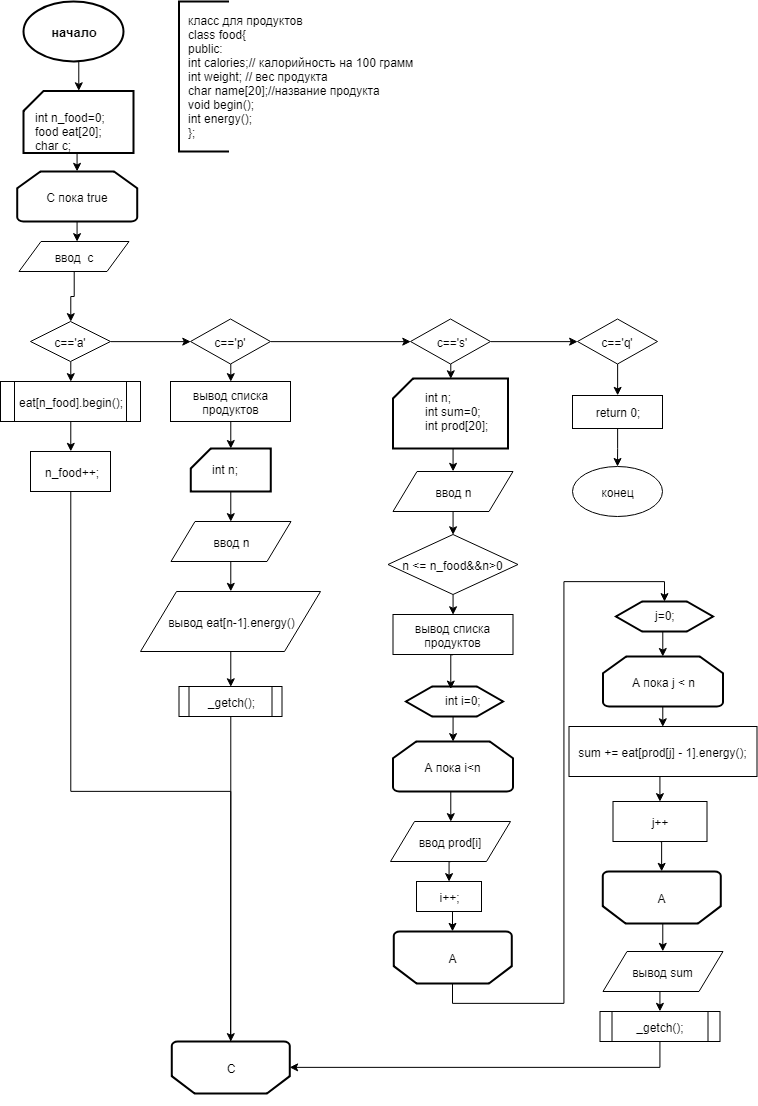 начало
класс для продуктов
class food{
public:
int calories;// калорийность на 100 грамм
int weight; // вес продукта
char name[20];//название продукта
void begin();
int energy();
};
int n_food=0;
food eat[20];
char c;
С пока true
ввод с
c=='a'
c=='p'
c=='s'
c=='q'
eat[n_food].begin();
n_food++;
вывод списка
продуктов
int n;
ввод n
вывод eat[n-1].energy()
_getch();
int n;
int sum=0;
int prod[20];
ввод n
n <= n_food&&n>0
вывод списка
продуктов
int i=0;
А пока i<n
ввод prod[i]
i++;
А
return 0;
конец
j=0;
А пока j < n
sum += eat[prod[j] - 1].energy();
j++
А
вывод sum
_getch();
С